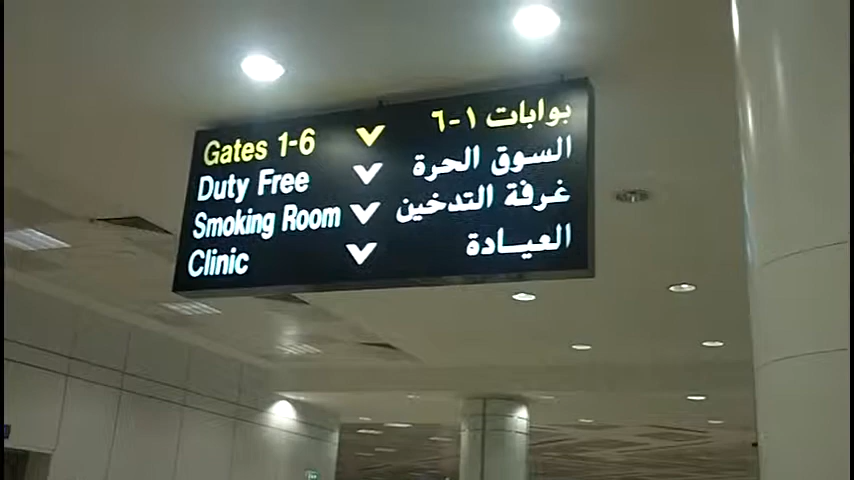 Gates 1-6 بوابات ١-٦
Duty Free السوق الحرة
Smoking Room غرفة التدخين
Clinic العيادة